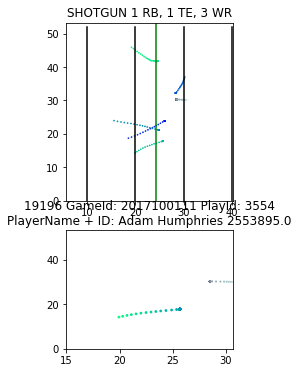 SHOTGUN 1 RB, 1 TE, 3 WR
50
40
30
20
10
0
10 20 30 40
19196 GameId: 2017100111 PlayId: 3554
PlayerName + ID: Adam Humphries 2553895.0
40
20
0
15 20 25 30